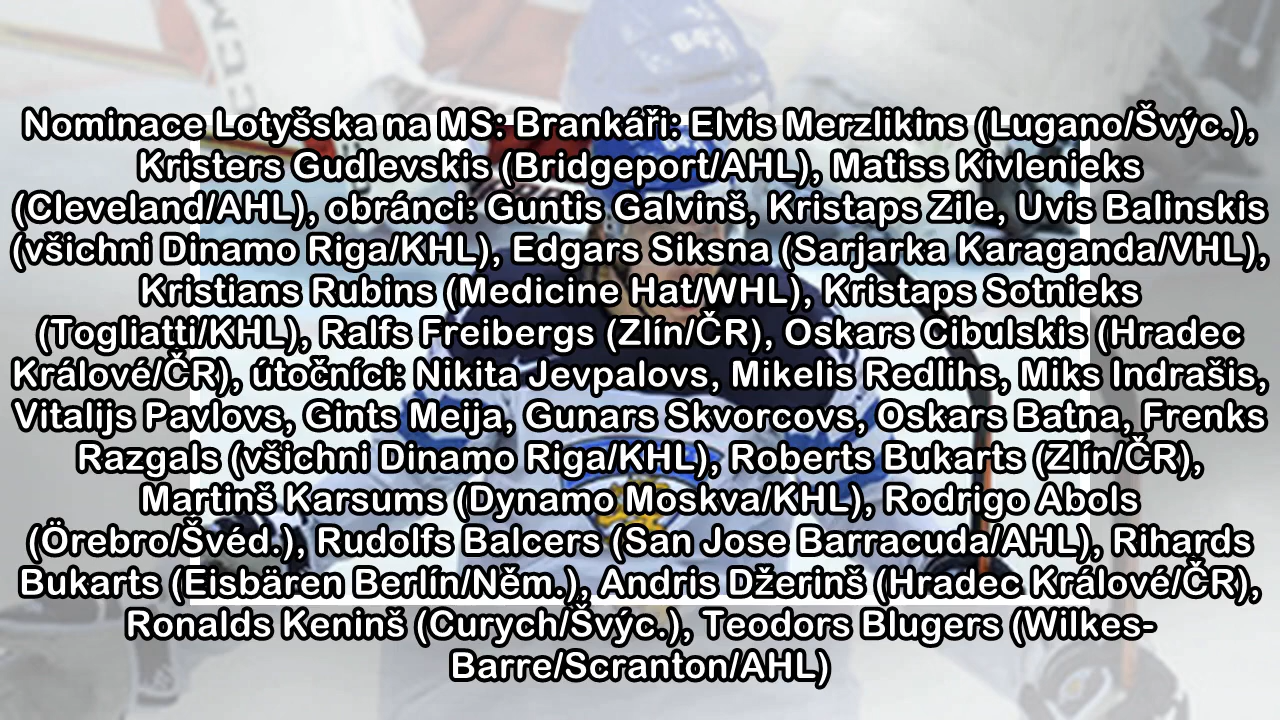 Nominace Lotyšska na MS: Brankáři: Elvis Merzlikins (Lugano/Švýc.),
Kristers Gudlevskis (Bridgeport/AHL), Matiss Kivlenieks
(Cleveland/AHL), obránci: Guntis Galvinš, Kristaps Zile, Uvis Balinskis
(všichni Dinamo Riga/KHL), Edgars Siksna (Sarjarka Karaganda/VHL),
Kristians Rubins (Medicine Hat/WHL), Kristaps Sotnieks
(Togliatti/KHL), Ralfs Freibergs (Zlín/ČR), Oskars Cibulskis (Hradec
Králové/ČR), útočníci: Nikita Jevpalovs, Mikelis Redlihs, Miks Indrašis,
Vitalijs Pavlovs, Gints Meija, Gunars Skvorcovs, Oskars Batna, Frenks
Razgals (všichni Dinamo Riga/KHL), Roberts Bukarts (Zlín/ČR),
Martinš Karsums (Dynamo Moskva/KHL), Rodrigo Abols
(Örebro/Švéd.), Rudolfs Balcers (San Jose Barracuda/AHL), Rihards
Bukarts (Eisbären Berlín/Něm.), Andris Džerinš (Hradec Králové/ČR),
Ronalds Keninš (Curych/Švýc.), Teodors Blugers (Wilkes-
Barre/Scranton/AHL)